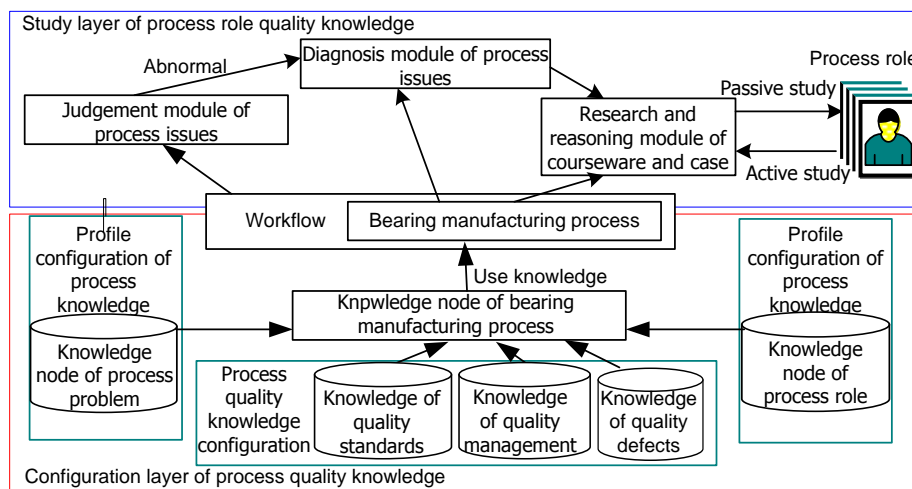 Study layer of process role quality knowledge
Diagnosis module of process
issues
Abnormal
Process role
Passive study
Judgement module of
process issues
Research and
reasoning module of
courseware and case
Active study
Workflow
Bearing manufacturing process
Profile
configuration of
process
knowledge
Use knowledge
Profile
configuration of
process
knowledge
Knpwledge node of bearing
manufacturing process
Knowledge
node of process
problem
Knowledge
node of
process role
Process
quality
knowledge
configuration
Knowledge of
quality
standards
Knowledge
of quality
management
Knowledge
of quality
defects
Configuration layer of process quality knowledge